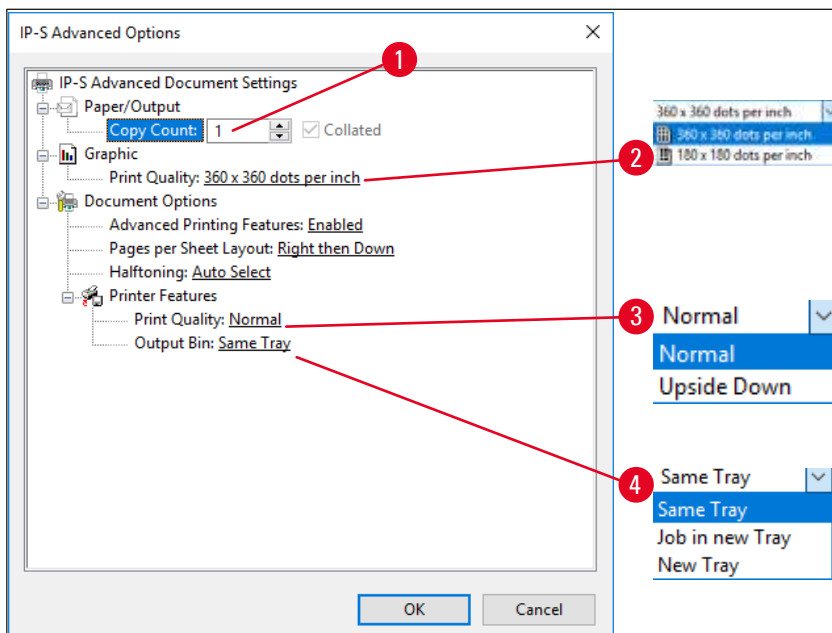 IP-S Advanced Options
IP-S Advanced Document Settings
Paper/Output
Copy Count: 1 Collated
Graphic
Print Quality: 360 x 360 dots per inch
Document Options
Advanced Printing Features: Enabled
Pages per Sheet Layout: Right then Down
Halftoning: Auto Select
Printer Features
Print Quality: Normal
Output Bin: Same Tray
OK Cancel
1
2
360 x 360 dots per inch
360 x 360 dots per inch
180 x 180 dots per inch
3
Normal
Normal
Upside Down
4
Same Tray
Same Tray
Job in new Tray
New Tray